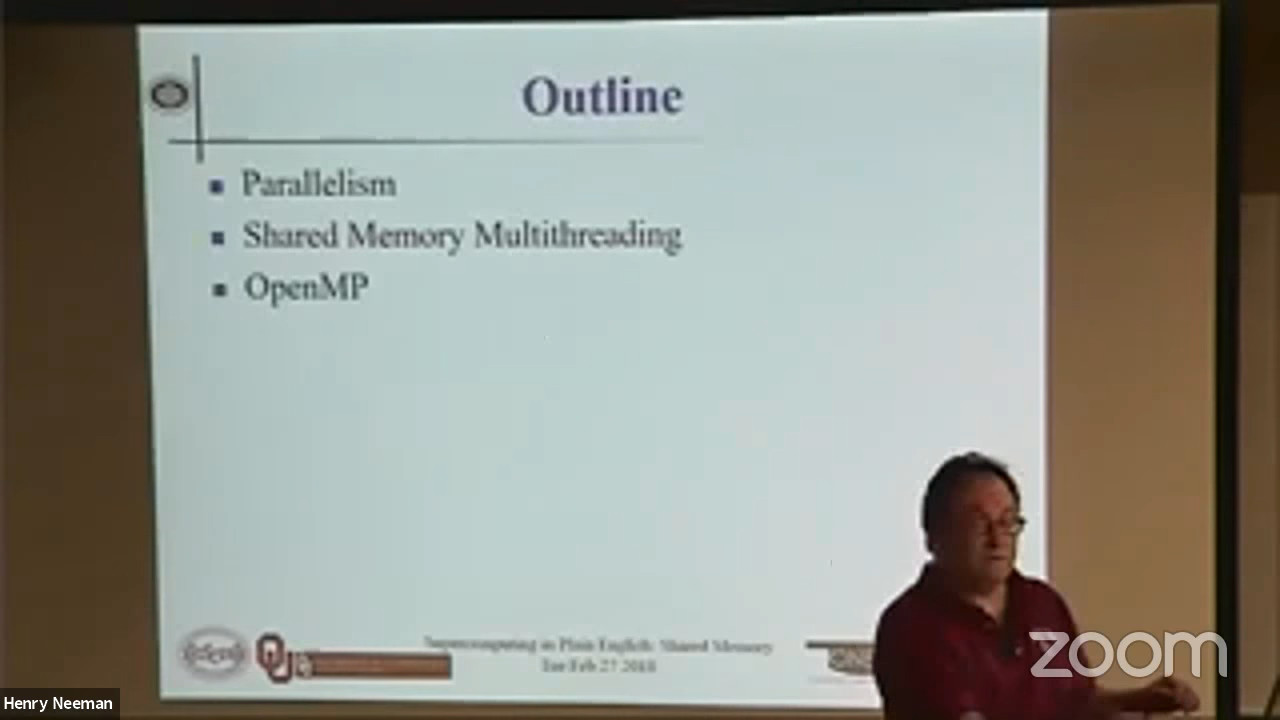 Outline
Parallelism
Shared Memory Multithreading
OpenMP
Supercomputing in Plain English: Shared Memory
Tue Feb 27 2018
zoom
Henry Neeman